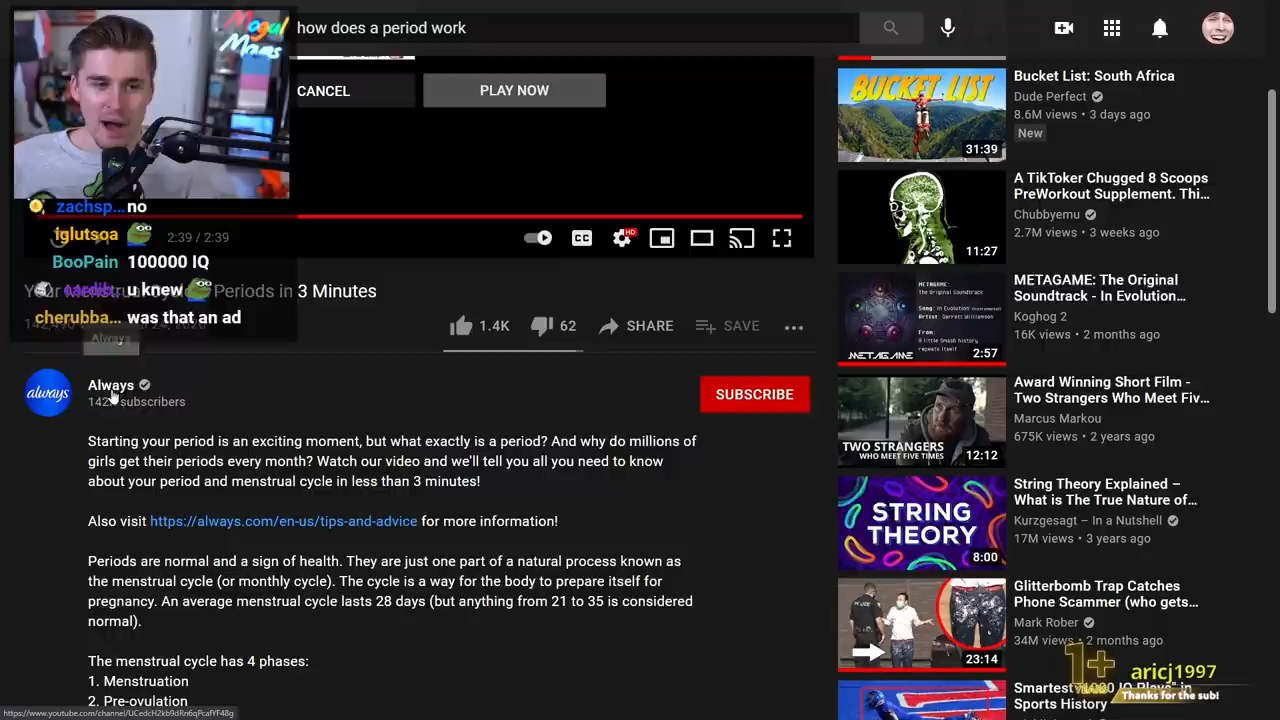 Mogul
Moves
how does a period work
CANCEL
PLAY NOW
zachsp... no
iglutsoa
2:39 / 2:39
BooPain 100000 IQ
u knew
Periods in 3 Minutes
cherubba... was that an ad
1.4K
62
SHARE
SAVE
Always
always
Always
subscribers
SUBSCRIBE
Starting your period is an exciting moment, but what exactly is a period? And why do millions of
girls get their periods every month? Watch our video and we'll tell you all you need to know
about your period and menstrual cycle in less than 3 minutes!
Also visit https://always.com/en-us/tips-and-advice for more information!
Periods are normal and a sign of health. They are just one part of a natural process known as
the menstrual cycle (or monthly cycle). The cycle is a way for the body to prepare itself for
pregnancy. An average menstrual cycle lasts 28 days (but anything from 21 to 35 is considered
normal).
The menstrual cycle has 4 phases:
1. Menstruation
2. Pre-ovulation
BUCKET LIST
31:39
Bucket List: South Africa
Dude Perfect
8.6M views • 3 days ago
New
11:27
A TikToker Chugged 8 Scoops
PreWorkout Supplement. Thi...
Chubbyemu
2.7M views • 3 weeks ago
METAGAME
2:57
METAGAME: The Original
Soundtrack - In Evolution...
Koghog 2
16K views • 2 months ago
TWO STRANGERS
WHO MEET FIVE TIMES
12:12
Award Winning Short Film -
Two Strangers Who Meet Fiv...
Marcus Markou
675K views • 2 years ago
STRING
THEORY
8:00
String Theory Explained –
What is The True Nature of...
Kurzgesagt – In a Nutshell
17M views • 3 years ago
23:14
Glitterbomb Trap Catches
Phone Scammer (who gets...
Mark Rober
34M views • 2 months ago
1+
aricj1997
Thanks for the sub!
Sports History